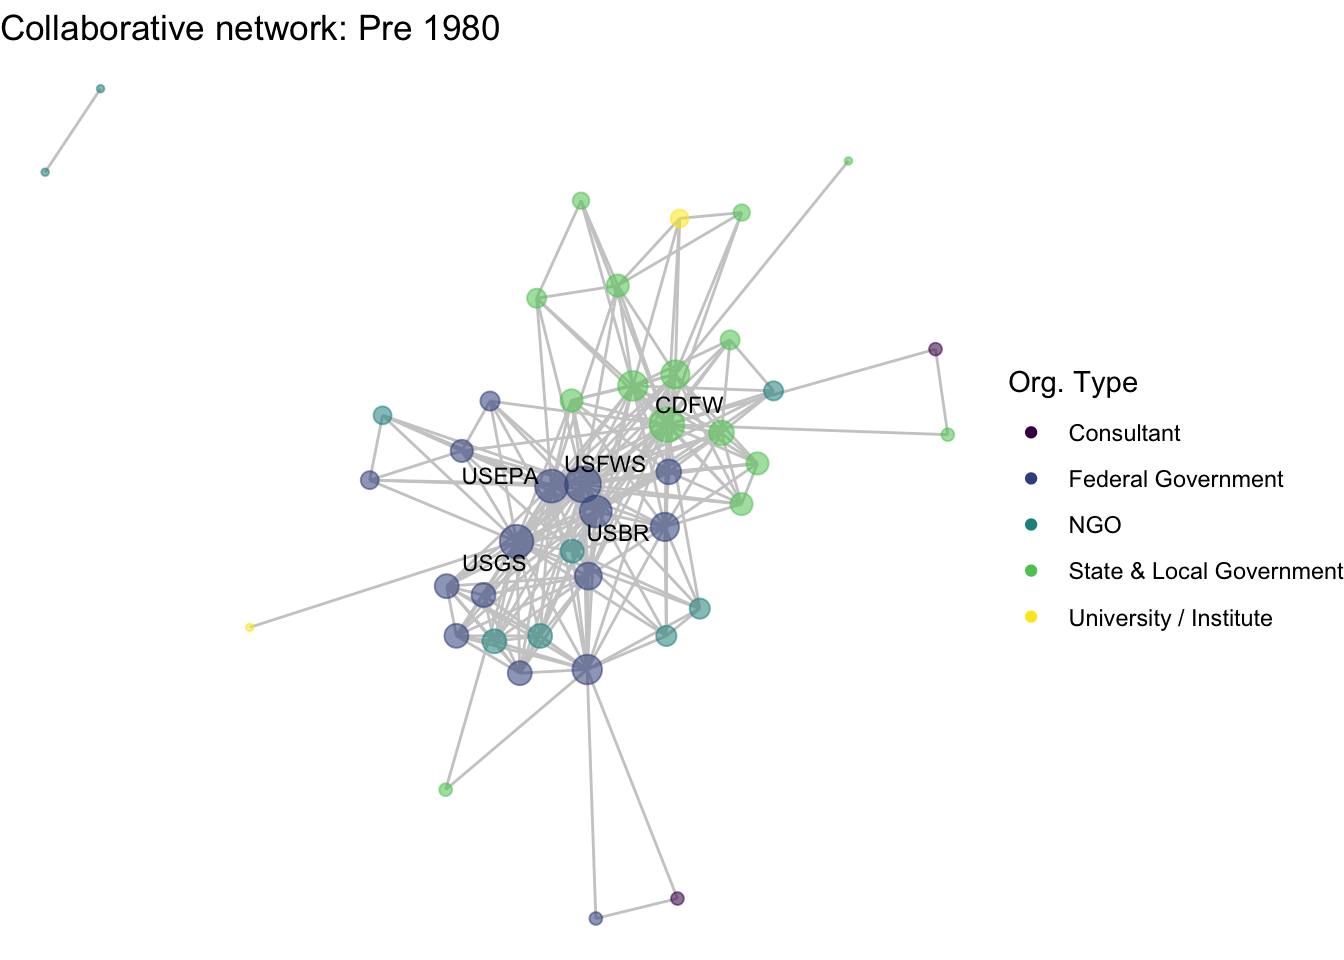 Collaborative network: Pre 1980
CDFW
USFWS
USEPA
USBR
USGS
Org. Type
Consultant
Federal Government
NGO
State & Local Government
University / Institute